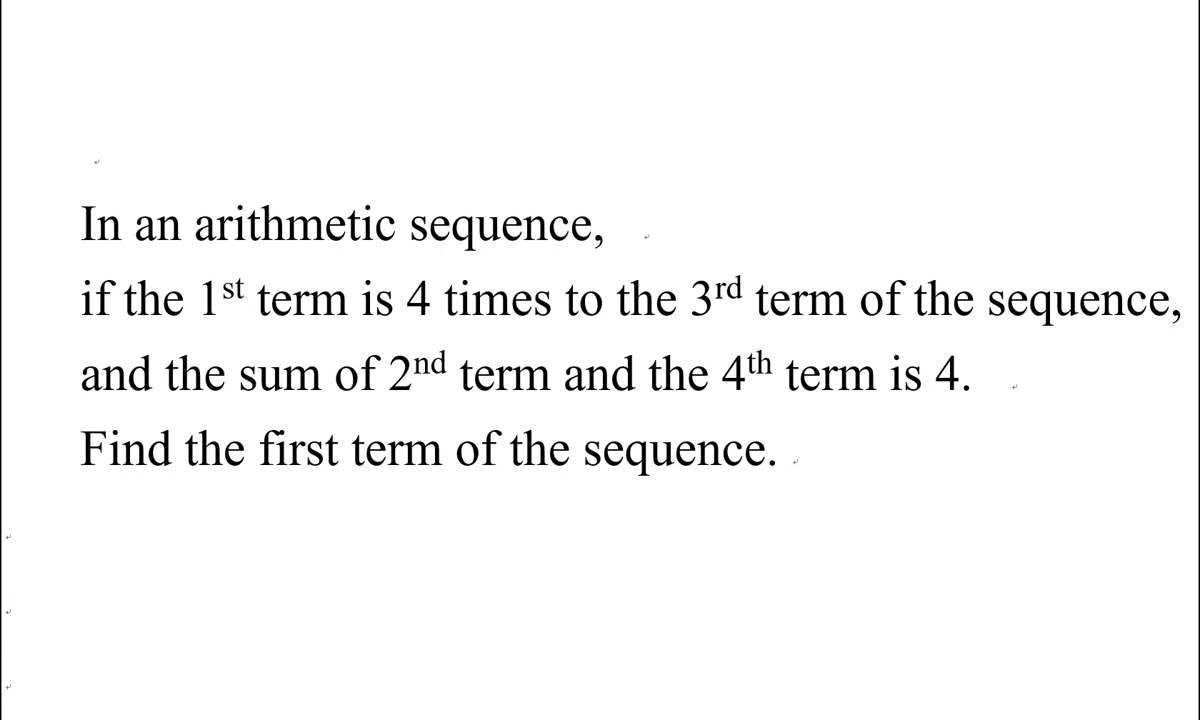 In an arithmetic sequence,
if the 1st term is 4 times to the 3rd term of the sequence,
and the sum of 2nd term and the 4th term is 4.
Find the first term of the sequence.